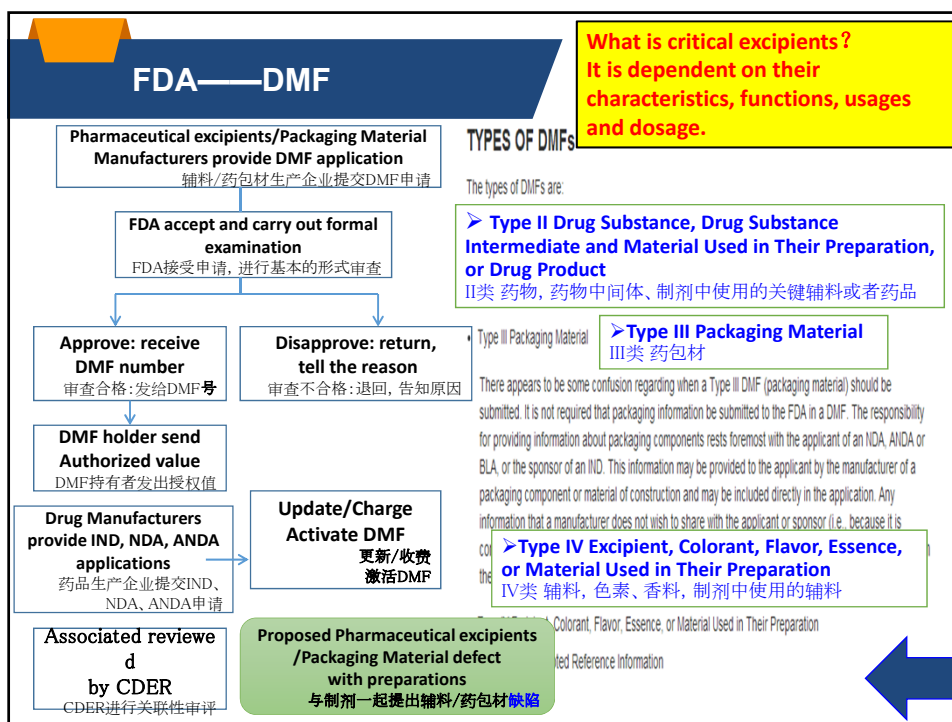 FDA——DMF
What is critical excipients？
It is dependent on their
characteristics, functions, usages
and dosage.
Pharmaceutical excipients/Packaging Material
Manufacturers provide DMF application
辅料/药包材生产企业提交DMF申请
FDA accept and carry out formal
examination
FDA接受申请, 进行基本的形式审查
Approve: receive
DMF number
审查合格：发给DMF号
Disapprove: return,
tell the reason
审查不合格：退回, 告知原因
DMF holder send
Authorized value
DMF持有者发出授权值
Drug Manufacturers
provide IND, NDA, ANDA
applications
药品生产企业提交IND、
NDA、ANDA申请
Update/Charge
Activate DMF
更新/收费
激活DMF
Associated reviewe
d
by CDER
CDER进行关联性审评
Proposed Pharmaceutical excipients
/Packaging Material defect
with preparations
与制剂一起提出辅料/药包材缺陷
TYPES OF DMFs
The types of DMFs are:
➢ Type II Drug Substance, Drug Substance
Intermediate and Material Used in Their Preparation,
or Drug Product
II类 药物, 药物中间体、制剂中使用的关键辅料或者药品
• Type III Packaging Material
➢Type III Packaging Material
III类 药包材
There appears to be some confusion regarding when a Type III DMF (packaging material) should be
submitted. It is not required that packaging information be submitted to the FDA in a DMF. The responsibility
for providing information about packaging components rests foremost with the applicant of an NDA, ANDA or
BLA, or the sponsor of an IND. This information may be provided to the applicant by the manufacturer of a
packaging component or material of construction and may be included directly in the application. Any
information that a manufacturer does not wish to share with the applicant or sponsor (i.e., because it is
➢Type IV Excipient, Colorant, Flavor, Essence,
or Material Used in Their Preparation
IV类 辅料, 色素、香料, 制剂中使用的辅料
, Colorant, Flavor, Essence, or Material Used in Their Preparation
Reference Information